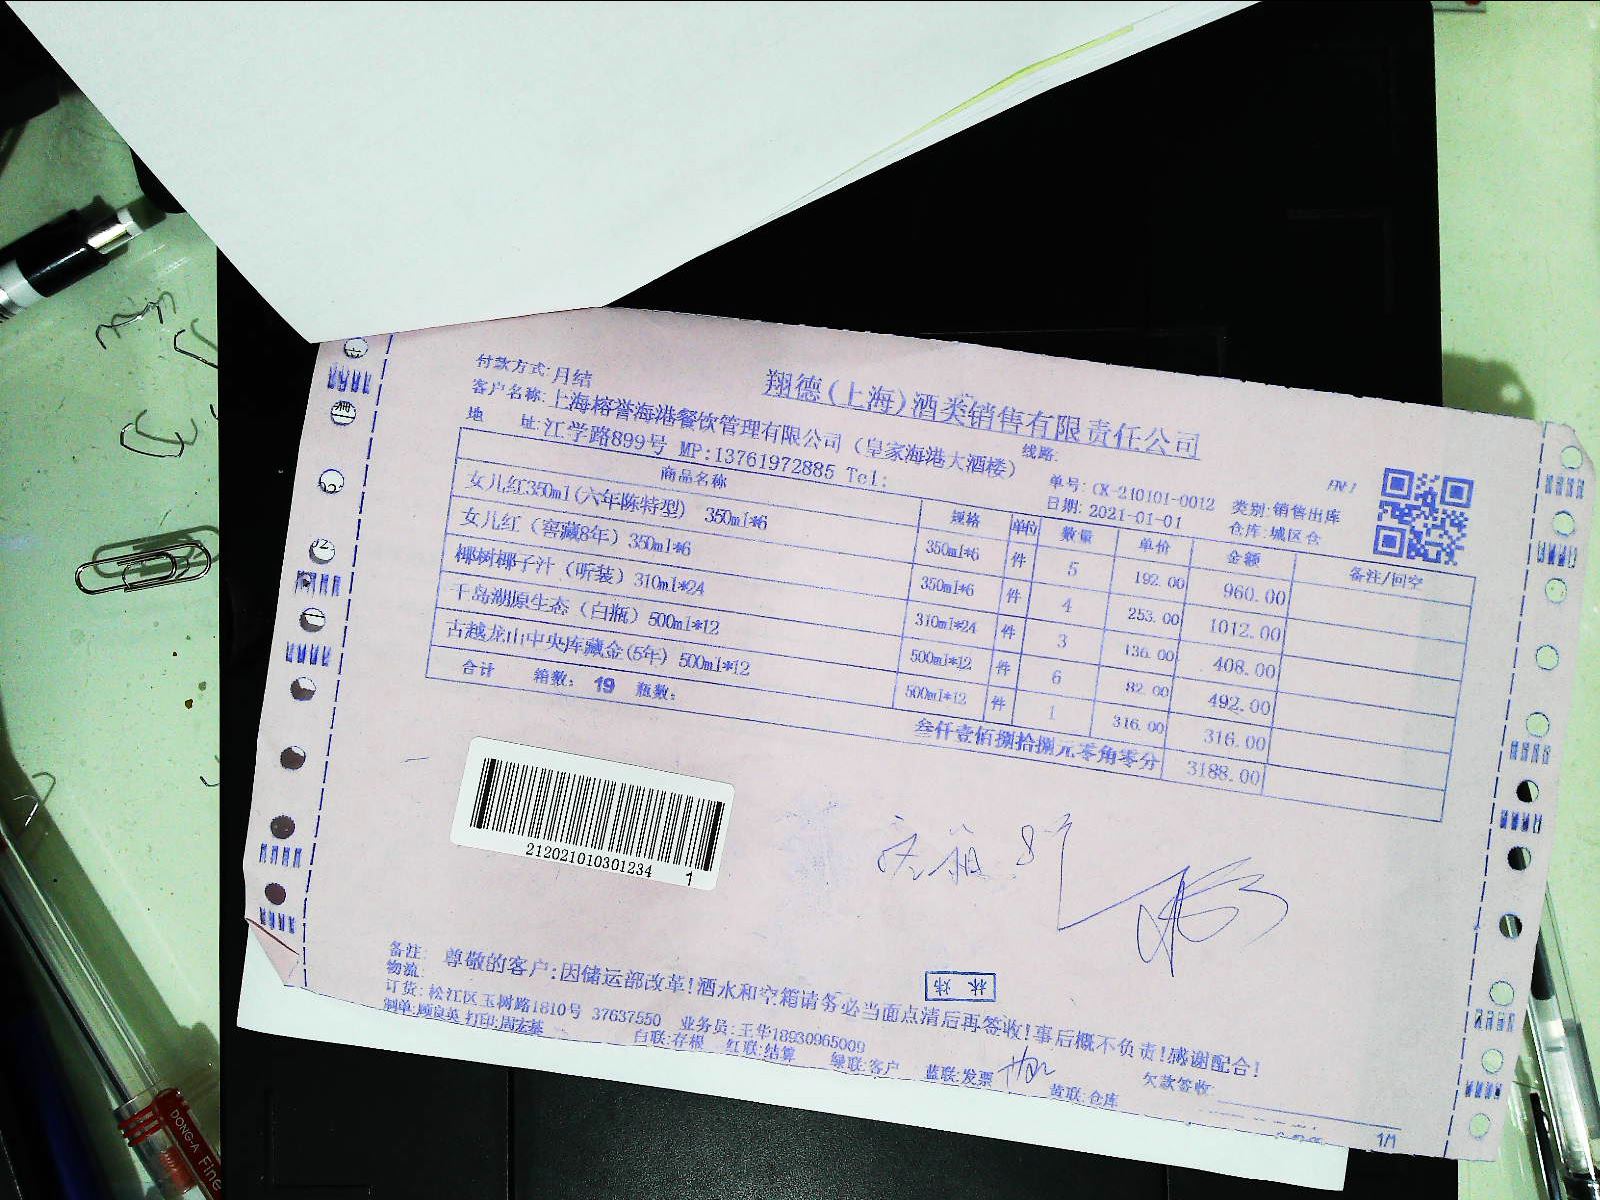 翔德(上海)酒类销售有限责任公司
付款方式:月结
客户名称:上海榕誉海港餐饮管理有限公司（皇家海港大酒楼）
线路:
地 址:江学路899号 MP:13761972885 Tel:
单号: CK-210101-0012 类别:销售出库
日期: 2021-01-01 仓库:城区仓
商品名称 规格 单位 数量 单价 金额 备注/回空
女儿红350ml(六年陈特型) 350ml*6 350ml*6 件 5 192.00 960.00
女儿红（窖藏8年）350ml*6 350ml*6 件 4 253.00 1012.00
椰树椰子汁（听装）310ml*24 310ml*24 件 3 136.00 408.00
千岛湖原生态（白瓶）500ml*12 500ml*12 件 6 82.00 492.00
古越龙山中央库藏金(5年) 500ml*12 500ml*12 件 1 316.00 316.00
合计 箱数: 19 瓶数: 叁仟壹佰捌拾捌元零角零分 3188.00
212021010301234 1
备注: 尊敬的客户:因储运部改革!酒水和空箱请务必当面点清后再签收!事后概不负责!感谢配合!
物流:
林 炜
订货: 松江区玉树路1810号 37637550 业务员:王华18930965009
制单:顾良英 打印:周宏基
白联:存根 红联:结算 绿联:客户 蓝联:发票 黄联:仓库
欠款签收:
1/1
DONG-A Fine